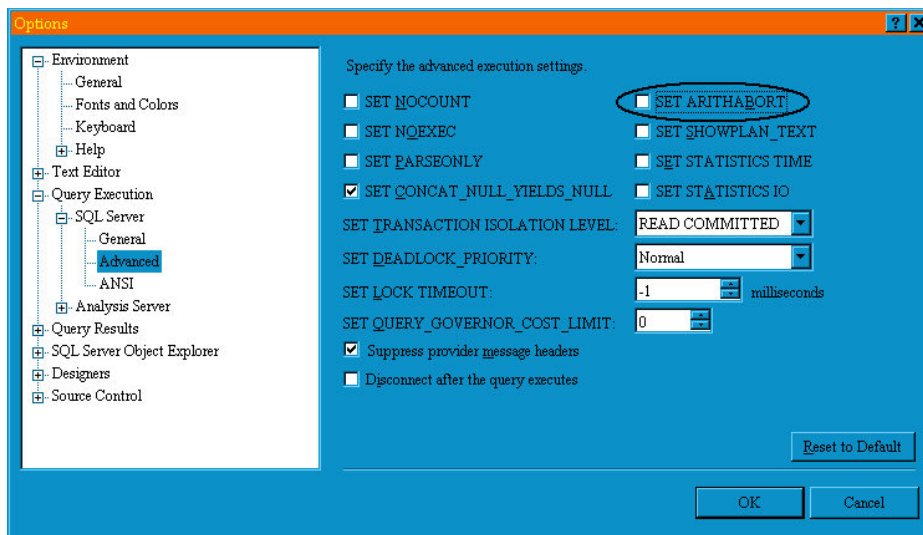 Options
Environment
General
Fonts and Colors
Keyboard
Help
Text Editor
Query Execution
SQL Server
General
Advanced
ANSI
Analysis Server
Query Results
SQL Server Object Explorer
Designers
Source Control
Specify the advanced execution settings.
SET NOCOUNT
SET ARITHABORT
SET NOEXEC
SET SHOWPLAN_TEXT
SET PARSEONLY
SET STATISTICS TIME
SET CONCAT_NULL_YIELDS_NULL
SET STATISTICS IO
SET TRANSACTION ISOLATION LEVEL: READ COMMITTED
SET DEADLOCK_PRIORITY: Normal
SET LOCK TIMEOUT: -1 milliseconds
SET QUERY_GOVERNOR_COST_LIMIT: 0
Suppress provider message headers
Disconnect after the query executes
Reset to Default
OK Cancel